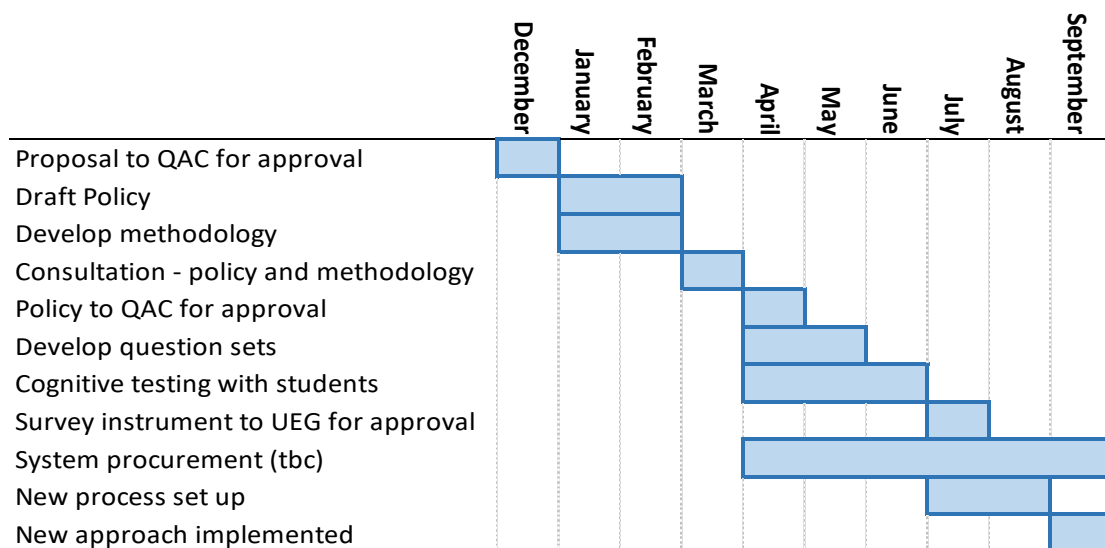 December
January
February
March
April
May
June
July
August
September
Proposal to QAC for approval
Draft Policy
Develop methodology
Consultation - policy and methodology
Policy to QAC for approval
Develop question sets
Cognitive testing with students
Survey instrument to UEG for approval
System procurement (tbc)
New process set up
New approach implemented